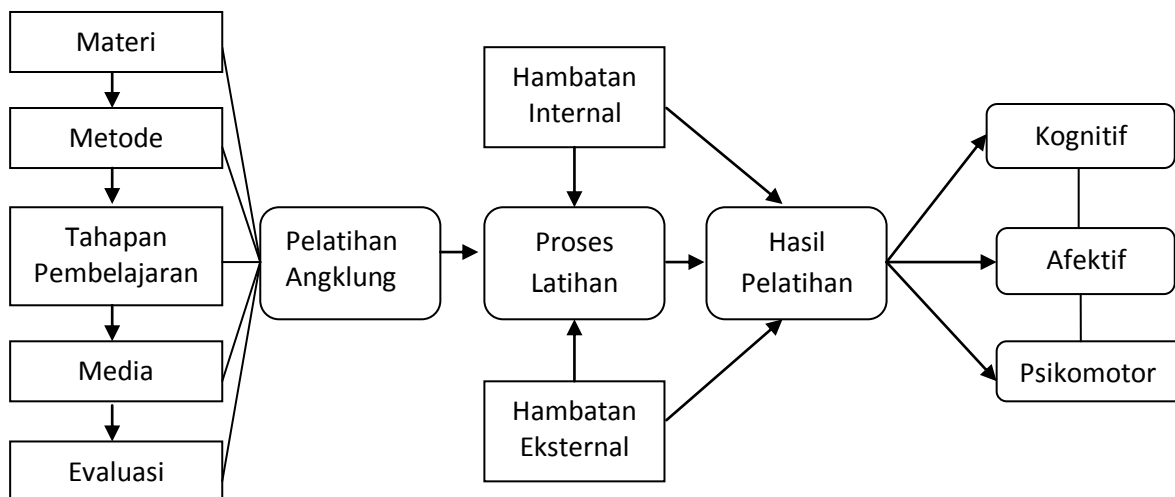 Materi
Metode
Tahapan
Pembelajaran
Media
Evaluasi
Pelatihan
Angklung
Hambatan
Internal
Proses
Latihan
Hambatan
Eksternal
Hasil
Pelatihan
Kognitif
Afektif
Psikomotor